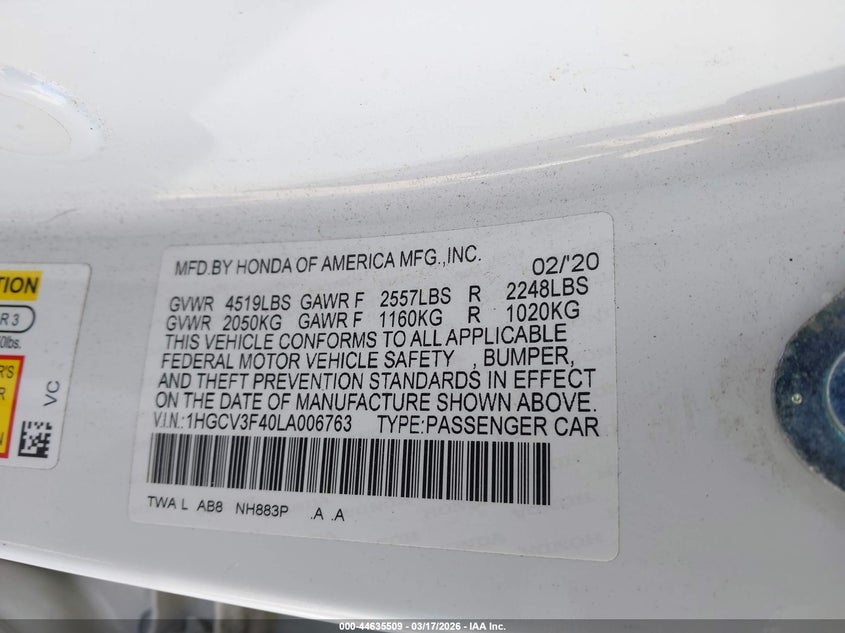 MFD.BY HONDA OF AMERICA MFG.,INC. 02/'20
GVWR 4519LBS GAWR F 2557LBS R 2248LBS
GVWR 2050KG GAWR F 1160KG R 1020KG
THIS VEHICLE CONFORMS TO ALL APPLICABLE
FEDERAL MOTOR VEHICLE SAFETY , BUMPER,
AND THEFT PREVENTION STANDARDS IN EFFECT
ON THE DATE OF MANUFACTURE SHOWN ABOVE.
V.I.N.:1HGCV3F40LA006763 TYPE:PASSENGER CAR
TWA L AB8 NH883P .A .A
R 3
VC
000-44635509 - 03/17/2026 - IAA Inc.